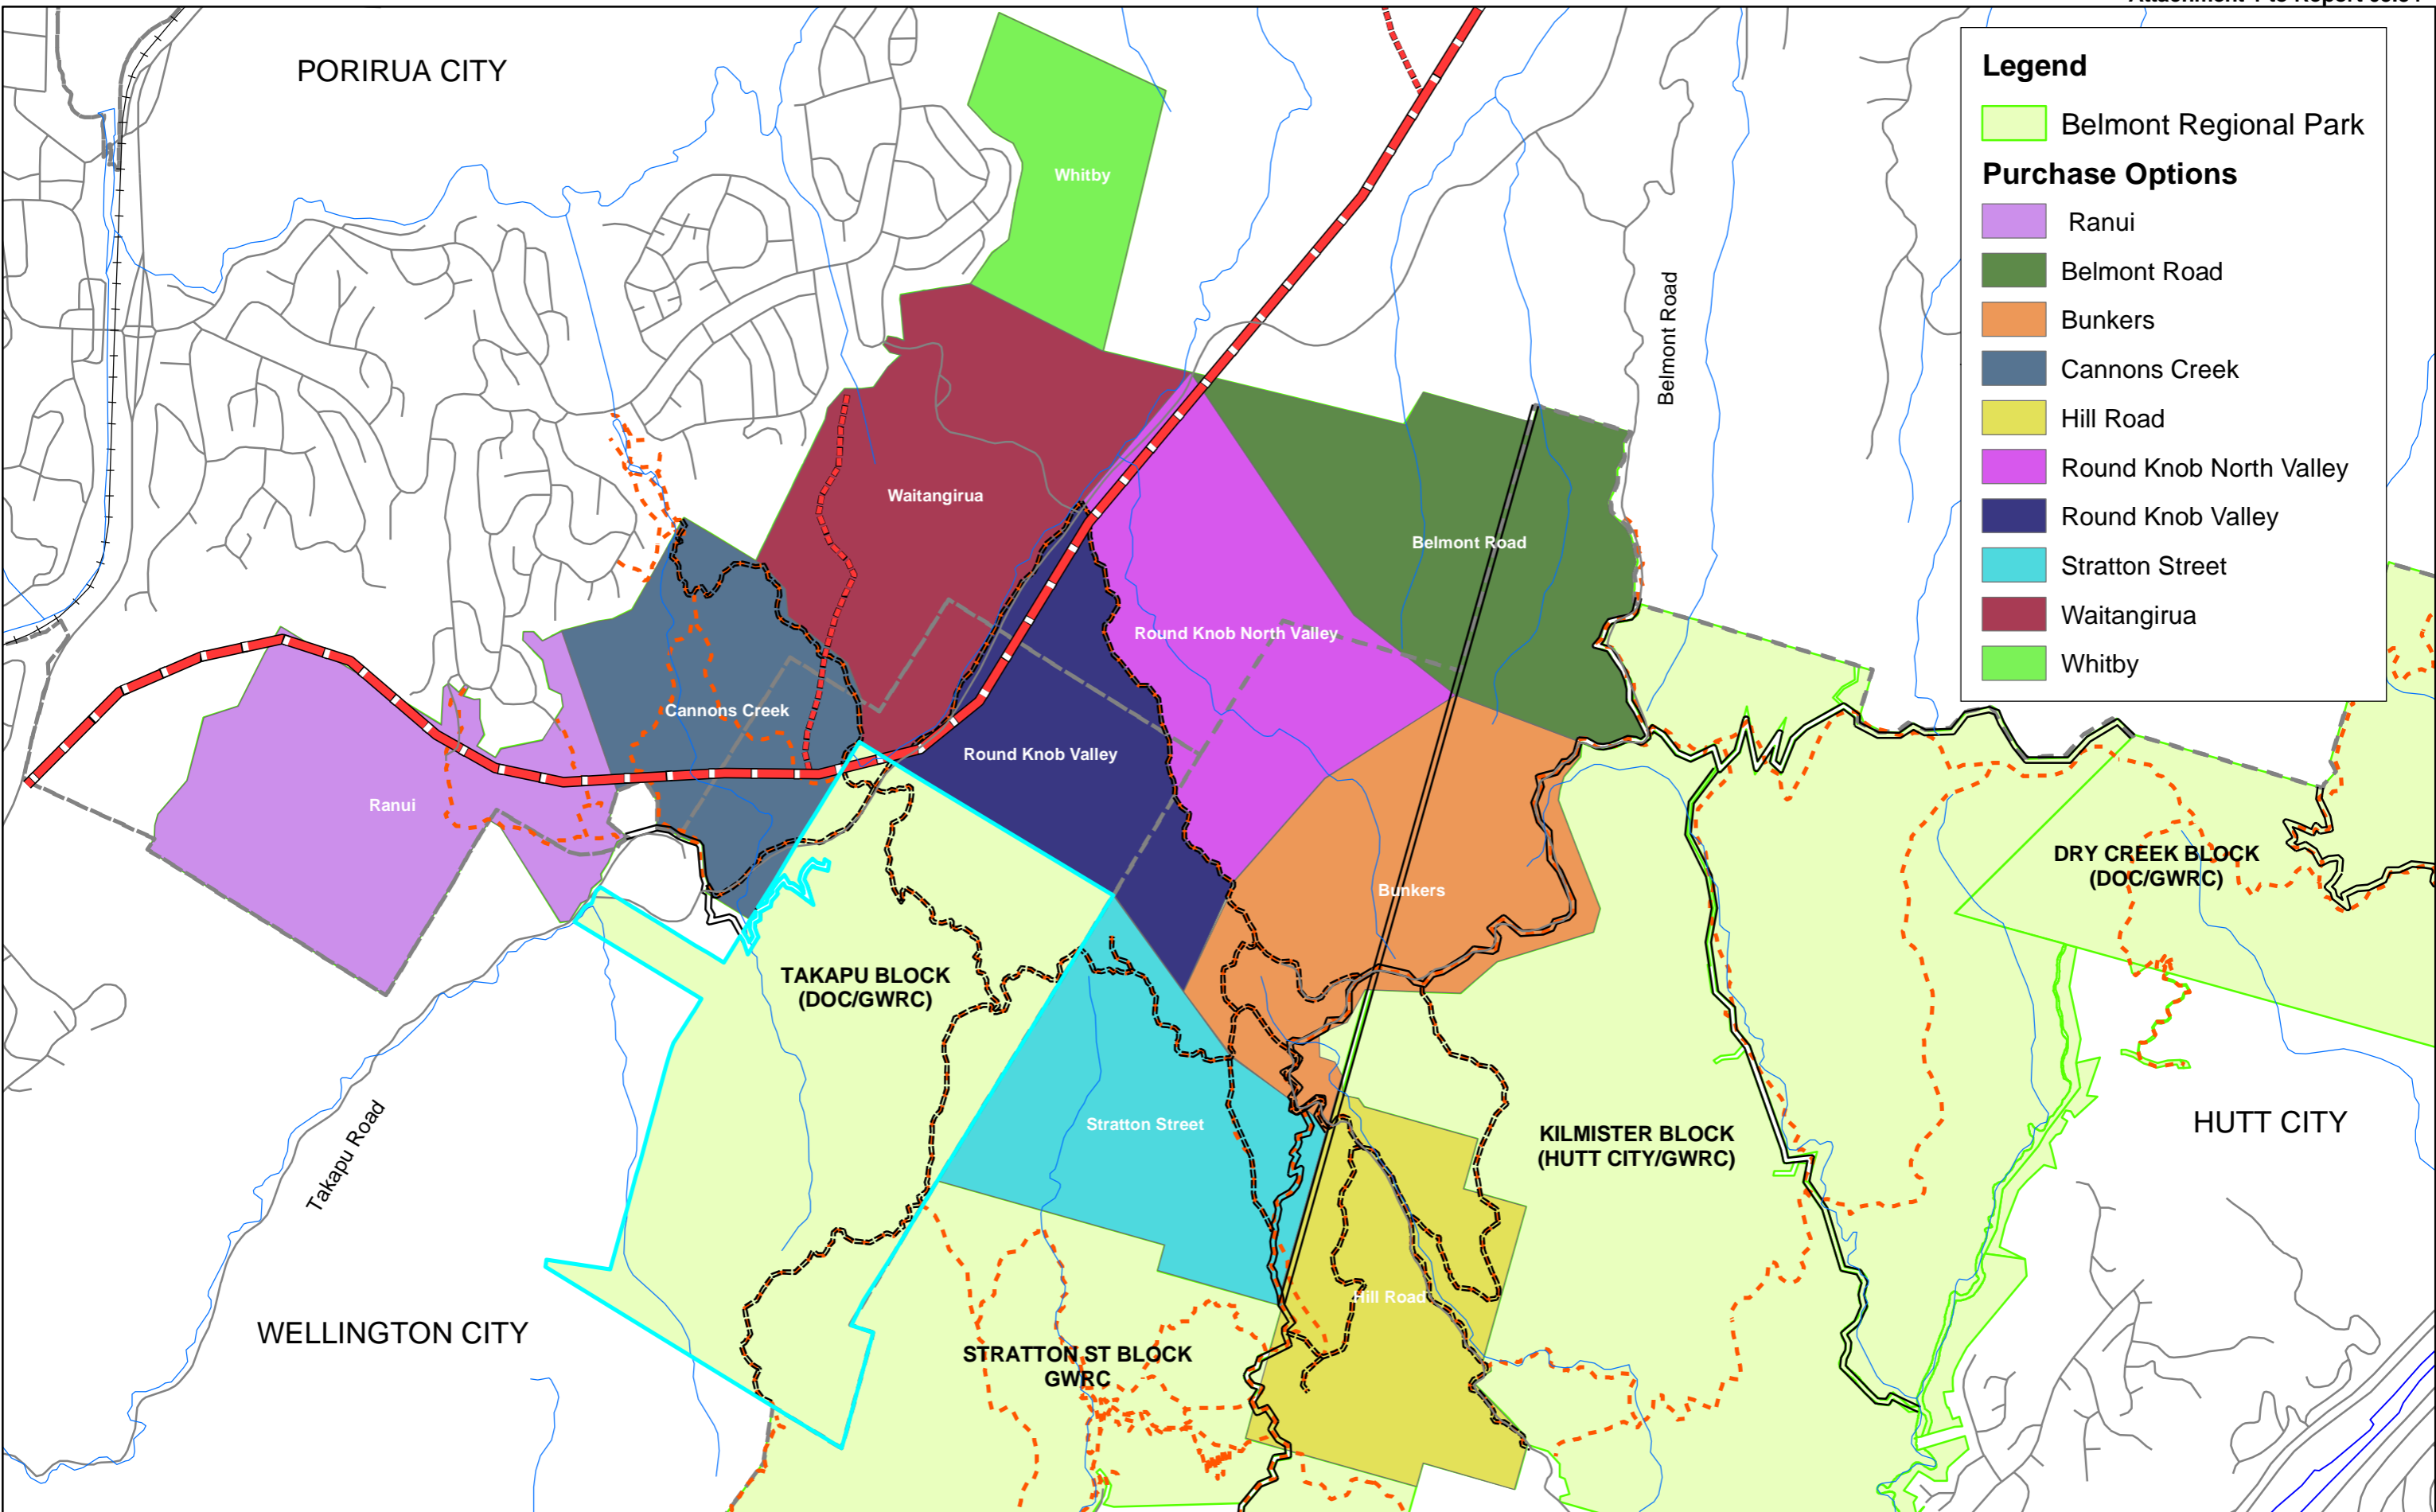 PORIRUA CITY
Legend
Belmont Regional Park
Purchase Options
Ranui
Belmont Road
Bunkers
Cannons Creek
Hill Road
Round Knob North Valley
Round Knob Valley
Stratton Street
Waitangirua
Whitby
Whitby
Belmont Road
Waitangirua
Belmont Road
Round Knob North Valley
Cannons Creek
Round Knob Valley
Ranui
DRY CREEK BLOCK
(DOC/GWRC)
Bunkers
TAKAPU BLOCK
(DOC/GWRC)
Stratton Street
KILMISTER BLOCK
(HUTT CITY/GWRC)
HUTT CITY
Takapu Road
Hill Road
WELLINGTON CITY
STRATTON ST BLOCK
GWRC